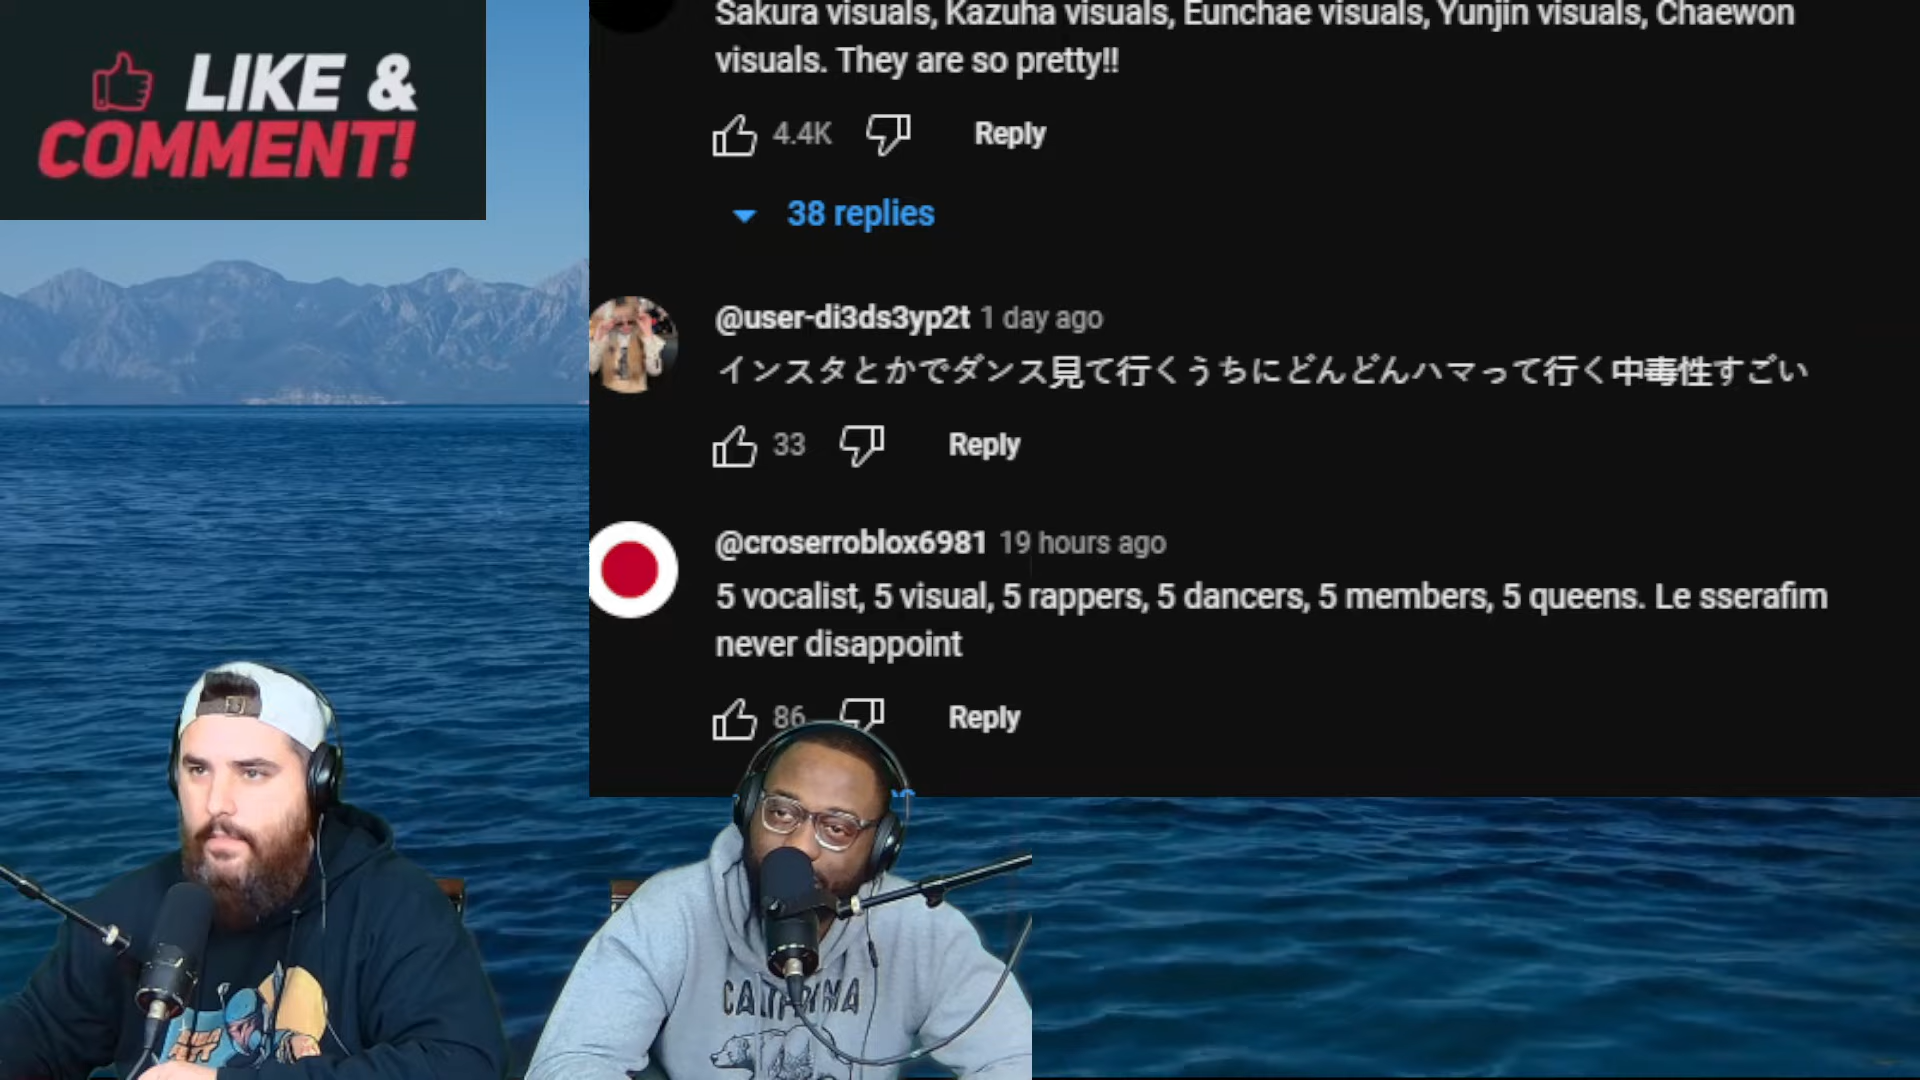 LIKE &
COMMENT!
Sakura visuals, Kazuha visuals, Eunchae visuals, Yunjin visuals, Chaewon
visuals. They are so pretty!!
4.4K
Reply
38 replies
@user-di3ds3yp2t 1 day ago
インスタとかでダンス見て行くうちにどんどんハマって行く中毒性すごい
33
Reply
@croserroblox6981 19 hours ago
5 vocalist, 5 visual, 5 rappers, 5 dancers, 5 members, 5 queens. Le sserafim
never disappoint
86
Reply
CALIFORNIA